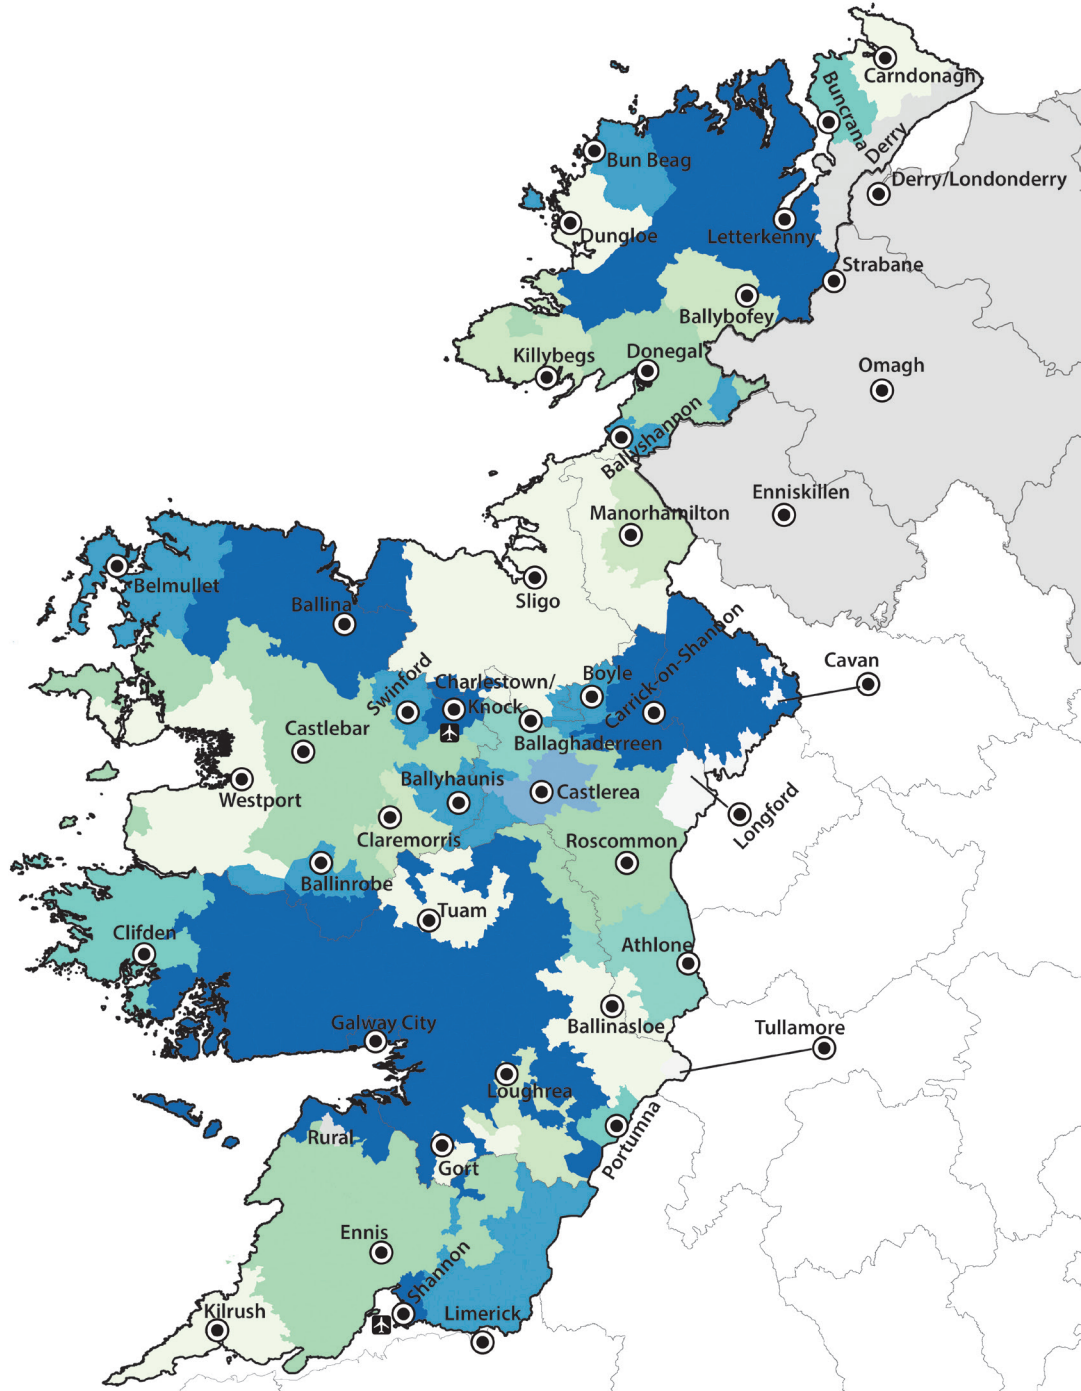 Carndonagh
Buncrana
Derry
Bun Beag
Derry/Londonderry
Dungloe
Letterkenny
Strabane
Ballybofey
Killybegs
Donegal
Omagh
Ballyshannon
Enniskillen
Manorhamilton
Belmullet
Ballina
Sligo
Carrick-on-Shannon
Cavan
Swinford
Charlestown/
Knock
Boyle
Castlebar
Ballaghaderreen
Ballyhaunis
Castlerea
Westport
Longford
Claremorris
Roscommon
Ballinrobe
Tuam
Clifden
Athlone
Galway City
Ballinasloe
Tullamore
Loughrea
Rural
Gort
Portumna
Ennis
Shannon
Kilrush
Limerick